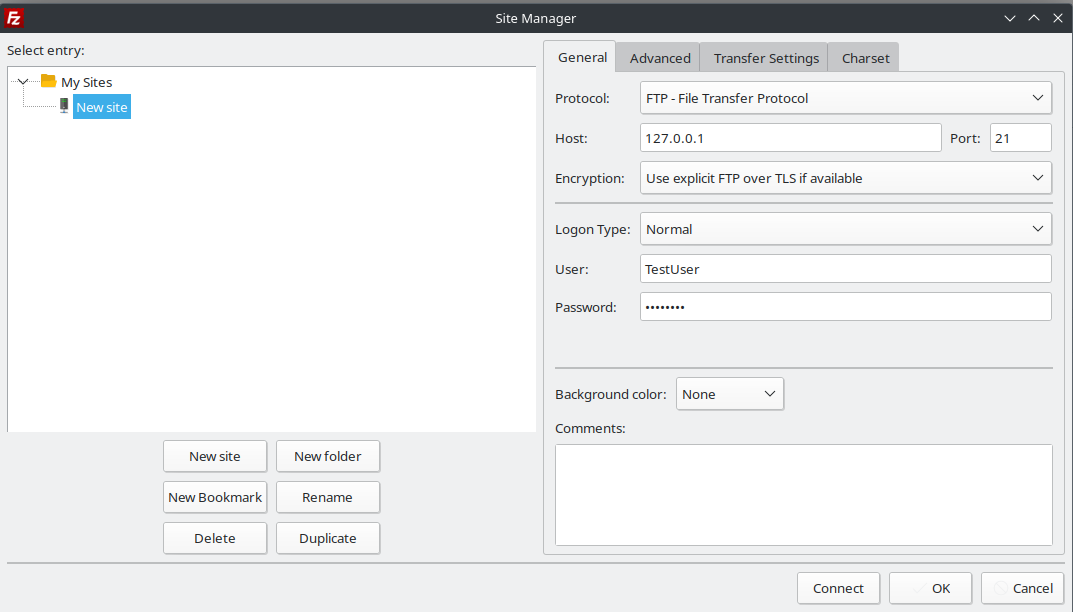 Fz Site Manager
Select entry:
My Sites
New site
New site New folder
New Bookmark Rename
Delete Duplicate
General Advanced Transfer Settings Charset
Protocol: FTP - File Transfer Protocol
Host: 127.0.0.1 Port: 21
Encryption: Use explicit FTP over TLS if available
Logon Type: Normal
User: TestUser
Password: ••••••••
Background color: None
Comments:
Connect OK Cancel